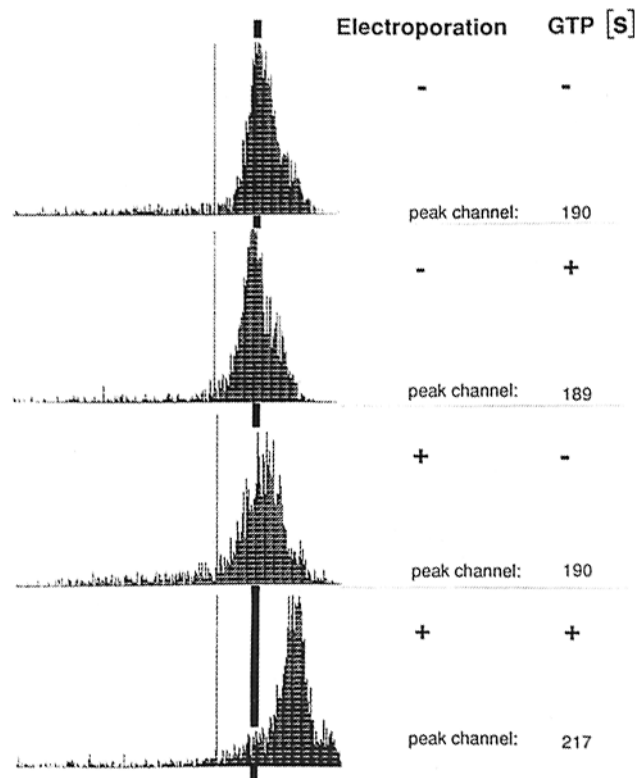 Electroporation GTP [S]
- -
peak channel: 190
- +
peak channel: 189
+ -
peak channel: 190
+ +
peak channel: 217